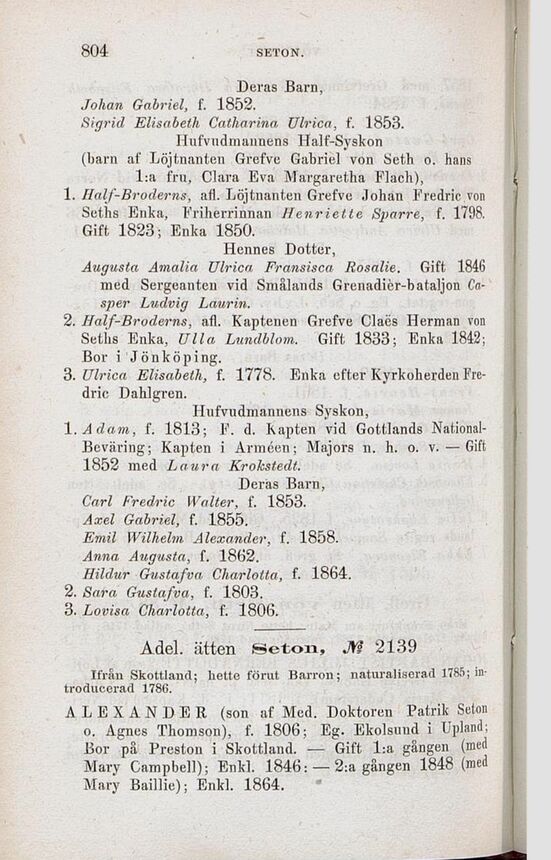 804 SETON.
Deras Barn,
Johan Gabriel, f. 1852.
Sigrid Elisabeth Catharina Ulrica, f. 1853.
Hufvudmannens Half-Syskon
(barn af Löjtnanten Grefve Gabriel von Seth o. hans
1:a fru, Clara Eva Margaretha Flach),
1. Half-Broderns, afl. Löjtnanten Grefve Johan Fredric von
Seths Enka, Friherrinnan Henriette Sparre, f. 1798.
Gift 1823; Enka 1850.
Hennes Dotter,
Augusta Amalia Ulrica Fransisca Rosalie. Gift 1846
med Sergeanten vid Smålands Grenadièr-bataljon Ca-
sper Ludvig Laurin.
2. Half-Broderns, afl. Kaptenen Grefve Claës Herman von
Seths Enka, Ulla Lundblom. Gift 1833; Enka 1842;
Bor i Jönköping.
3. Ulrica Elisabeth, f. 1778. Enka efter Kyrkoherden Fre-
dric Dahlgren.
Hufvudmannens Syskon,
1. Adam, f. 1813; F. d. Kapten vid Gottlands National-
Beväring; Kapten i Arméen; Majors n. h. o. v. — Gift
1852 med Laura Krokstedt.
Deras Barn,
Carl Fredric Walter, f. 1853.
Axel Gabriel, f. 1855.
Emil Wilhelm Alexander, f. 1858.
Anna Augusta, f. 1862.
Hildur Gustafva Charlotta, f. 1864.
2. Sara Gustafva, f. 1803.
3. Lovisa Charlotta, f. 1806.
Adel. ätten Seton, № 2139
Ifrån Skottland; hette förut Barron; naturaliserad 1785; in-
troducerad 1786.
ALEXANDER (son af Med. Doktoren Patrik Seton
o. Agnes Thomson), f. 1806; Eg. Ekolsund i Upland;
Bor på Preston i Skottland. — Gift 1:a gången (med
Mary Campbell); Enkl. 1846: — 2:a gången 1848 (med
Mary Baillie); Enkl. 1864.